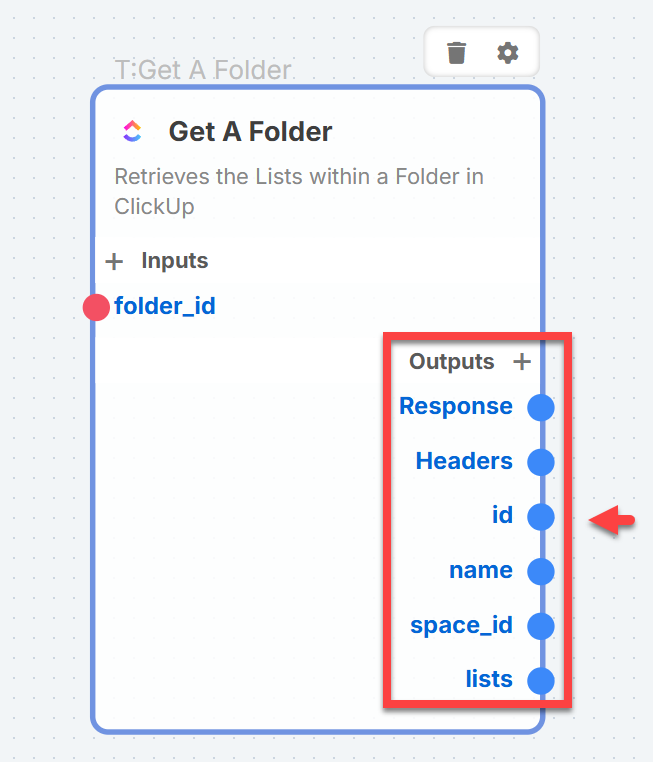 T:Get A Folder
Get A Folder
Retrieves the Lists within a Folder in
ClickUp
+ Inputs
folder_id
Outputs +
Response
Headers
id
name
space_id
lists